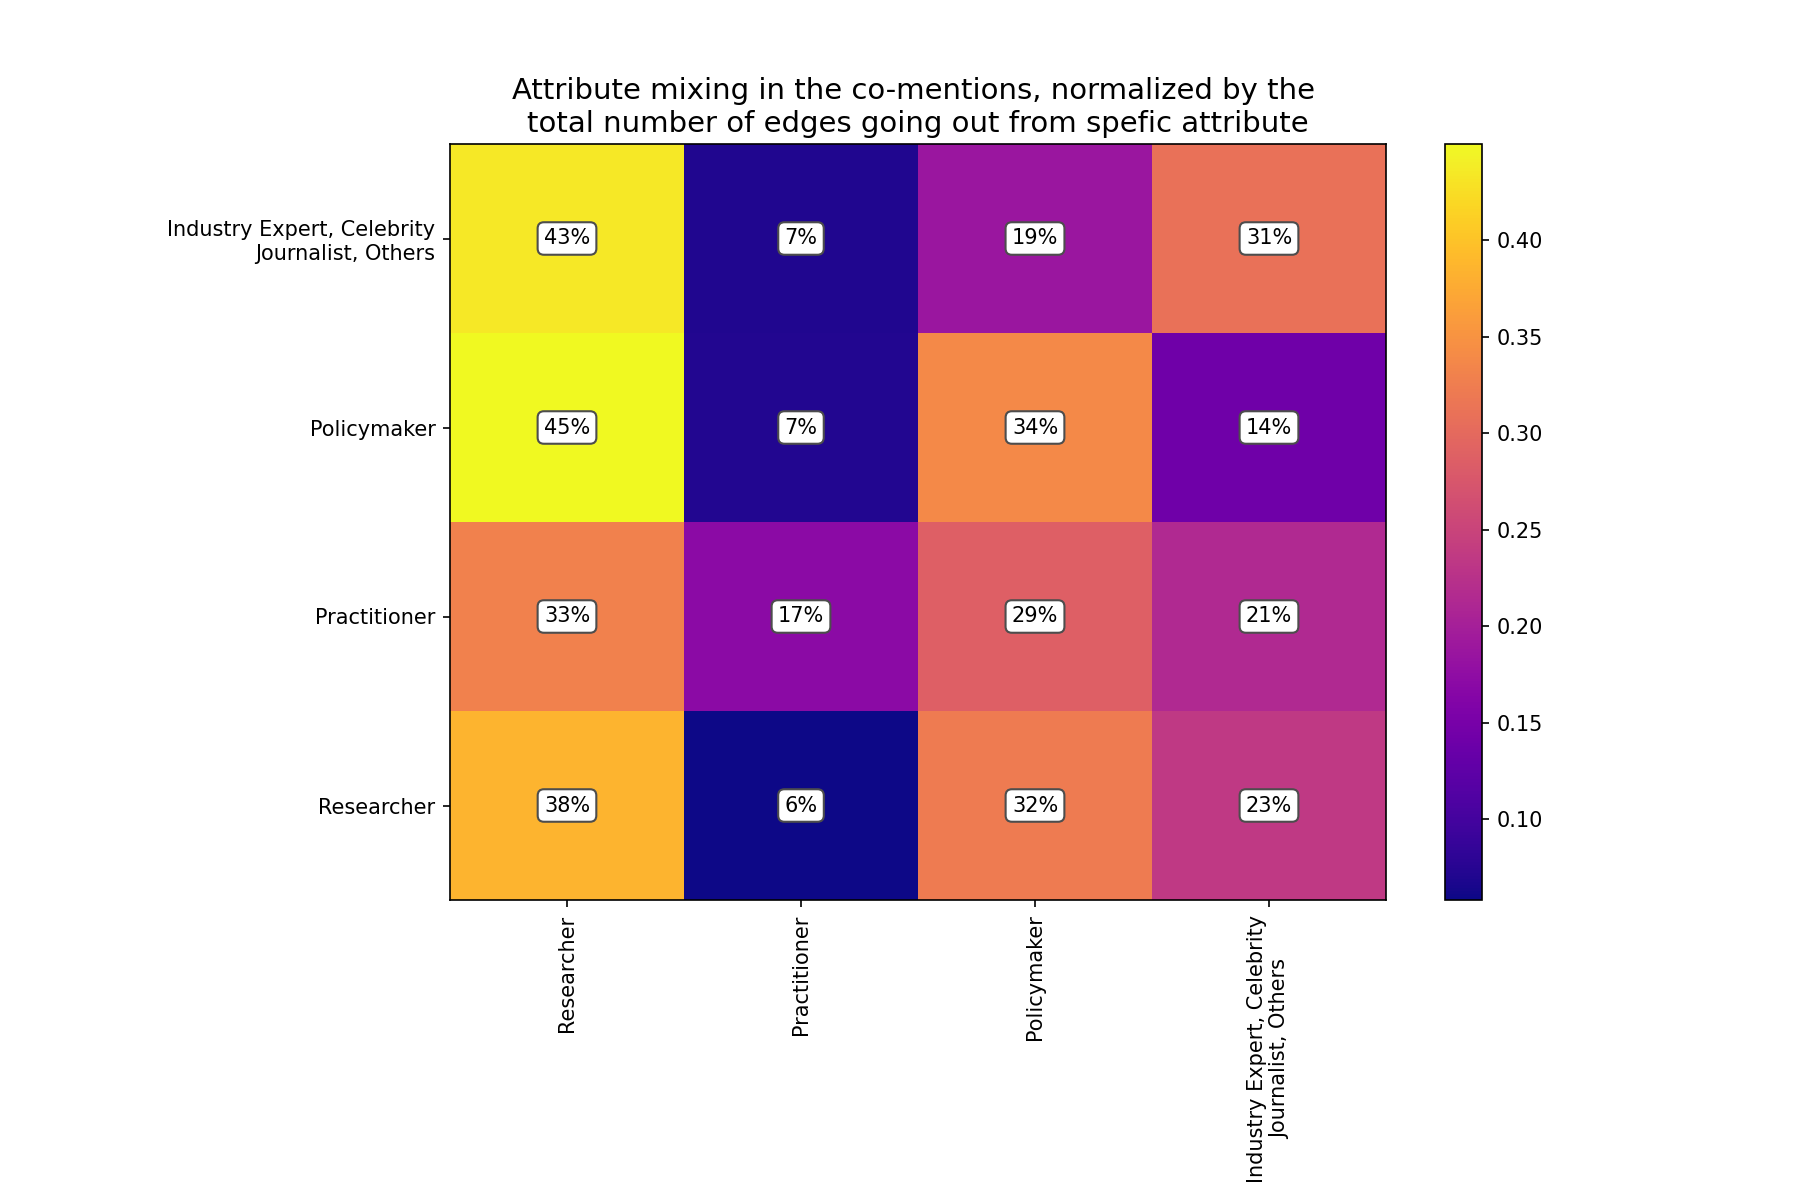 Attribute mixing in the co-mentions, normalized by the
total number of edges going out from spefic attribute
Industry Expert, Celebrity
Journalist, Others
43%
7%
19%
31%
Policymaker
45%
7%
34%
14%
Practitioner
33%
17%
29%
21%
Researcher
38%
6%
32%
23%
Researcher
Practitioner
Policymaker
Industry Expert, Celebrity
Journalist, Others
0.40
0.35
0.30
0.25
0.20
0.15
0.10